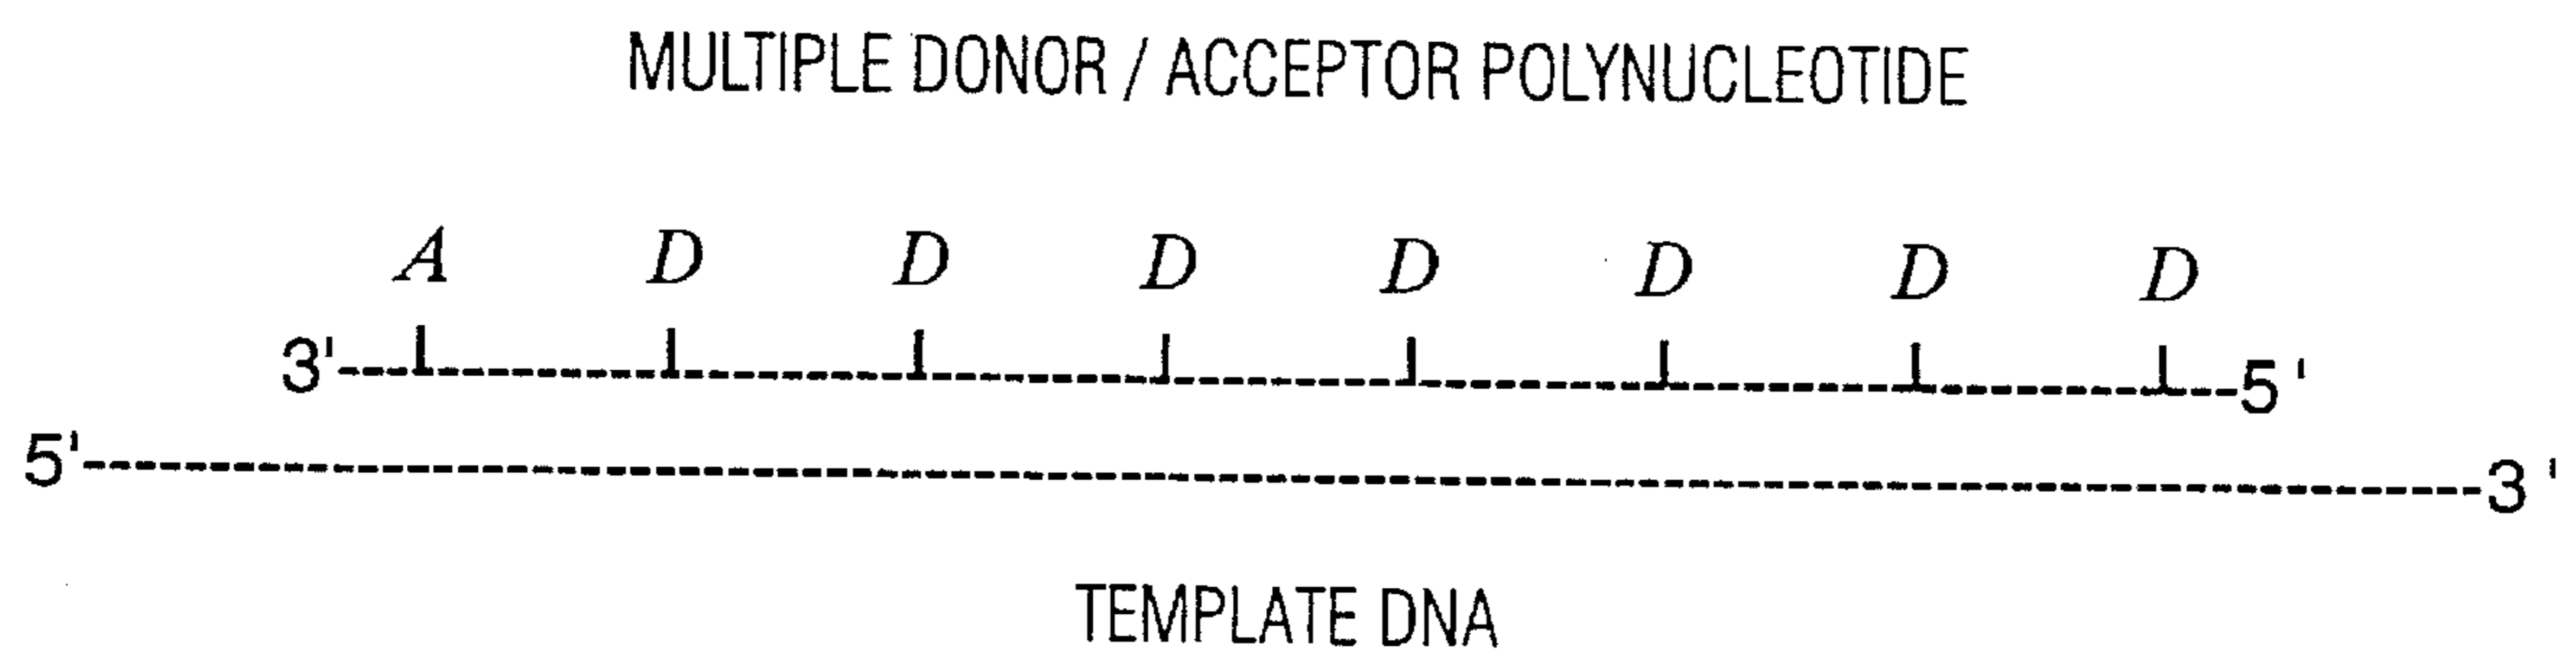 MULTIPLE DONOR / ACCEPTOR POLYNUCLEOTIDE
A D D D D D D D
3' 5'
5' 3'
TEMPLATE DNA